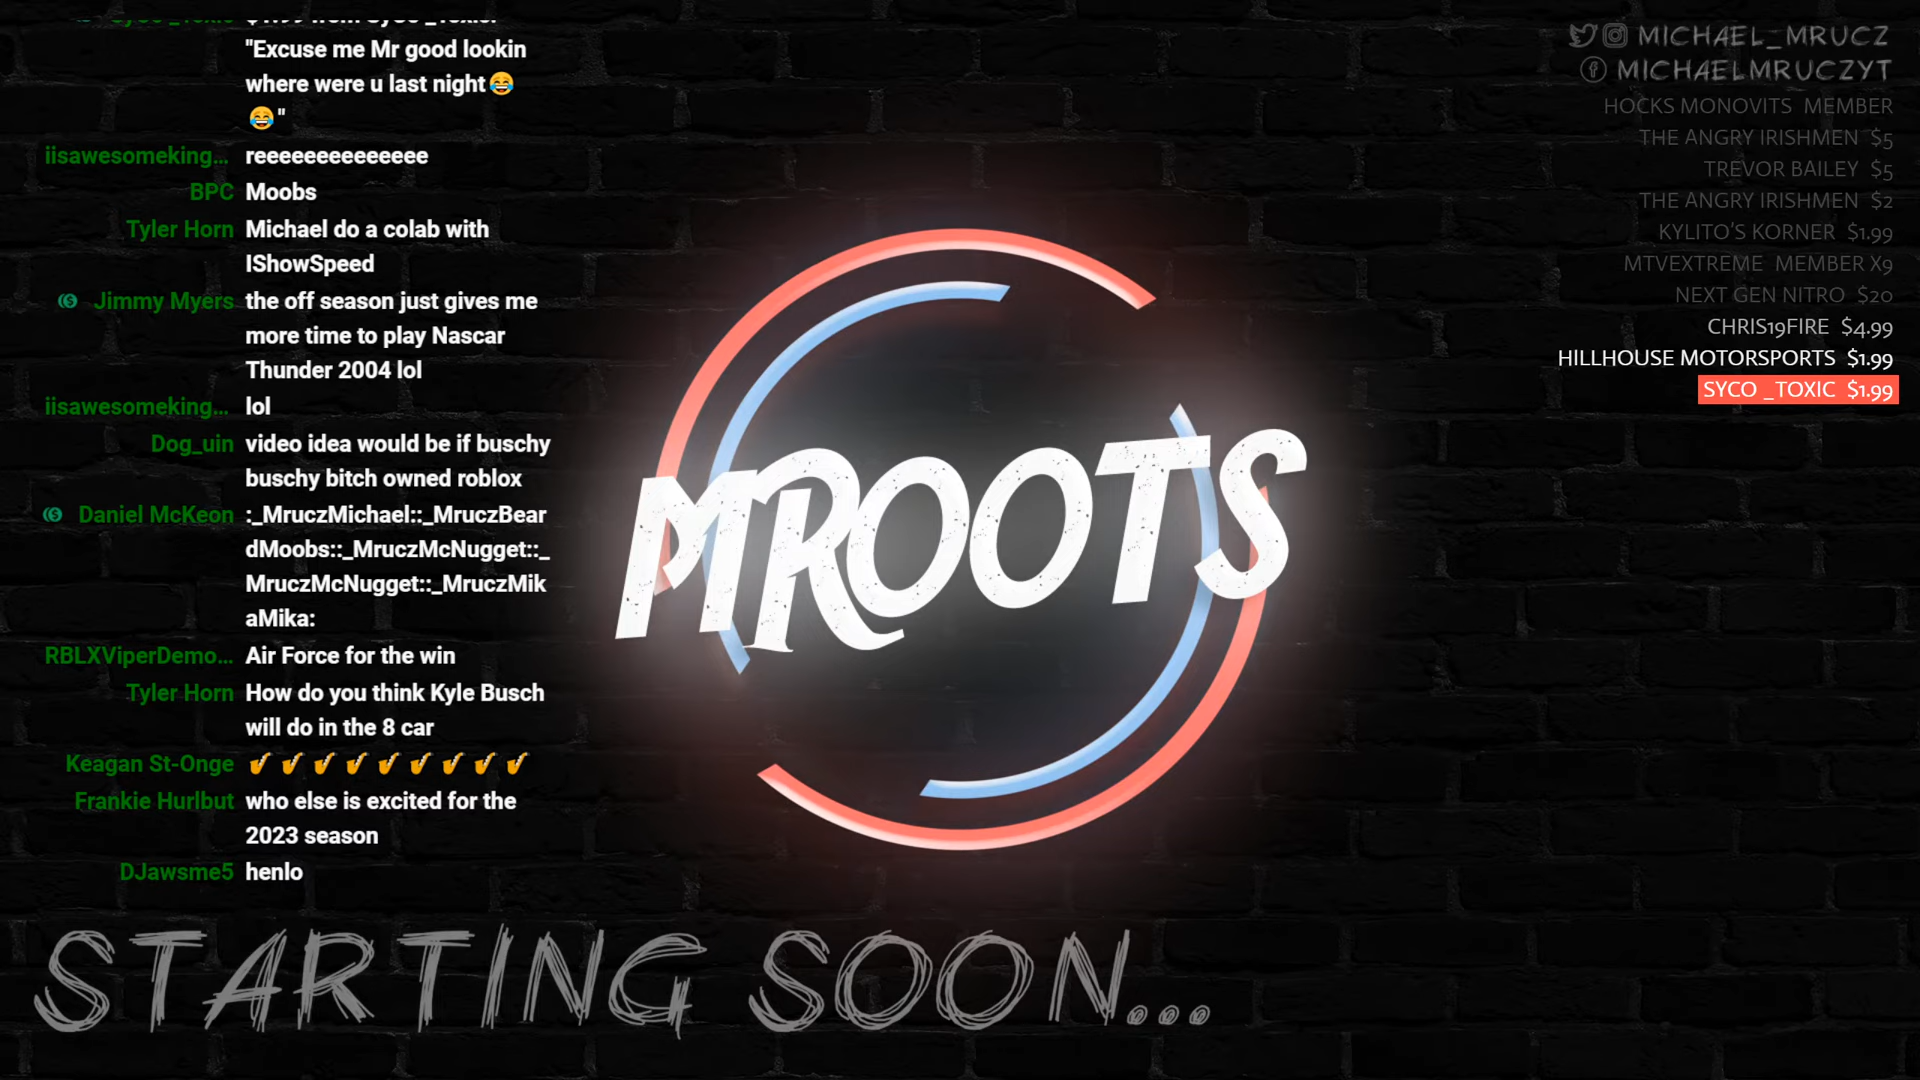 $1.99 from Syco _Toxic:
"Excuse me Mr good lookin
where were u last night😂
😂"
iisawesomeking... reeeeeeeeeeeeee
BPC Moobs
Tyler Horn Michael do a colab with
IShowSpeed
Jimmy Myers the off season just gives me
more time to play Nascar
Thunder 2004 lol
iisawesomeking... lol
Dog_uin video idea would be if buschy
buschy bitch owned roblox
Daniel McKeon :_MruczMichael::_MruczBear
dMoobs::_MruczMcNugget::_
MruczMcNugget::_MruczMik
aMika:
RBLXViperDemo... Air Force for the win
Tyler Horn How do you think Kyle Busch
will do in the 8 car
Keagan St-Onge 🎷🎷🎷🎷🎷🎷🎷🎷🎷
Frankie Hurlbut who else is excited for the
2023 season
DJawsme5 henlo
MROOTS
MICHAEL_MRUCZ
MICHAELMRUCZYT
HOCKS MONOVITS MEMBER
THE ANGRY IRISHMEN $5
TREVOR BAILEY $5
THE ANGRY IRISHMEN $2
KYLITO'S KORNER $1.99
MTVEXTREME MEMBER X9
NEXT GEN NITRO $20
CHRIS19FIRE $4.99
HILLHOUSE MOTORSPORTS $1.99
SYCO _TOXIC $1.99
STARTING SOON...